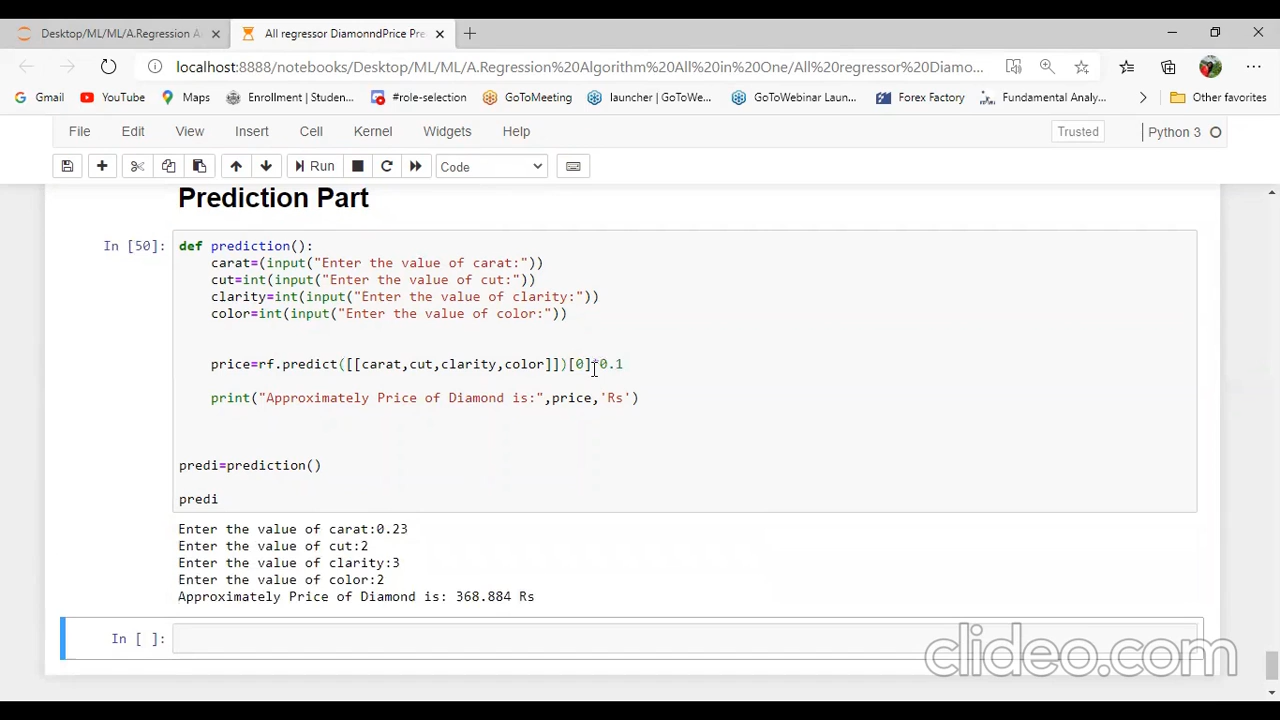 Desktop/ML/ML/A.Regression A
All regressor DiamonndPrice Pre
localhost:8888/notebooks/Desktop/ML/ML/A.Regression%20Algorithm%20All%20in%20One/All%20regressor%20Diamo...
Gmail YouTube Maps Enrollment | Studen... #role-selection GoToMeeting launcher | GoToWe... GoToWebinar Laun... Forex Factory Fundamental Analy... Other favorites
File Edit View Insert Cell Kernel Widgets Help Trusted Python 3
Run Code
Prediction Part
In [50]: def prediction():
carat=(input("Enter the value of carat:"))
cut=int(input("Enter the value of cut:"))
clarity=int(input("Enter the value of clarity:"))
color=int(input("Enter the value of color:"))
price=rf.predict([[carat,cut,clarity,color]])[0]*0.1
print("Approximately Price of Diamond is:",price,'Rs')
predi=prediction()
predi
Enter the value of carat:0.23
Enter the value of cut:2
Enter the value of clarity:3
Enter the value of color:2
Approximately Price of Diamond is: 368.884 Rs
In [ ]:
clideo.com